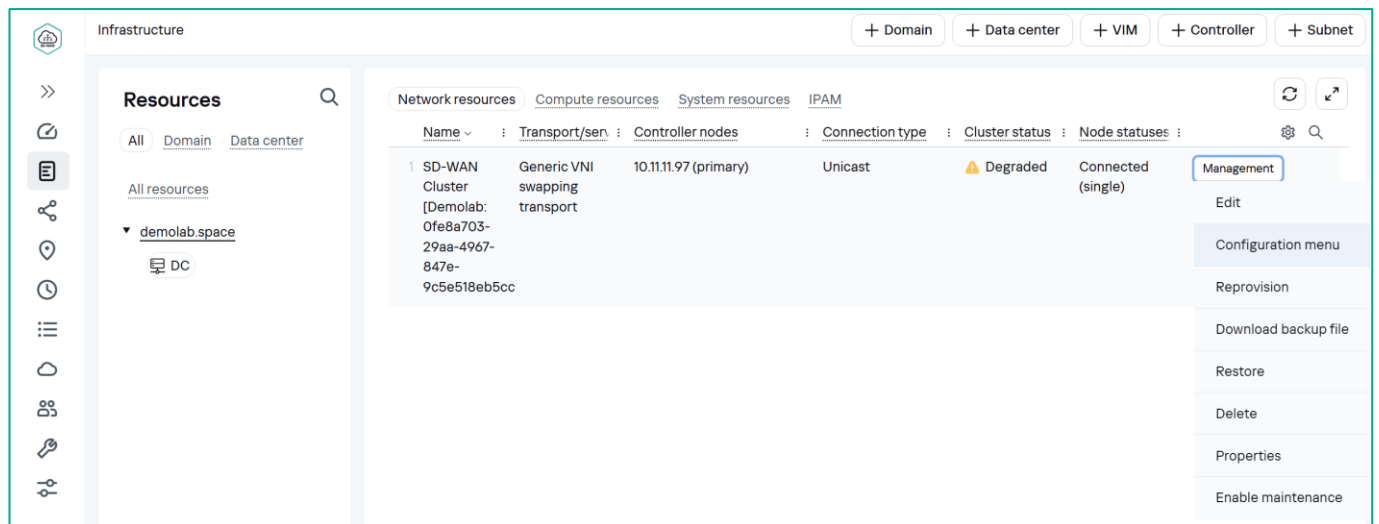 Infrastructure
+ Domain
+ Data center
+ VIM
+ Controller
+ Subnet
Resources
All Domain Data center
All resources
demolab.space
DC
Network resources Compute resources System resources IPAM
Name Transport/serv Controller nodes Connection type Cluster status Node statuses
1 SD-WAN
Cluster
[Demolab:
0fe8a703-
29aa-4967-
847e-
9c5e518eb5cc
Generic VNI
swapping
transport
10.11.11.97 (primary)
Unicast
Degraded
Connected
(single)
Management
Edit
Configuration menu
Reprovision
Download backup file
Restore
Delete
Properties
Enable maintenance